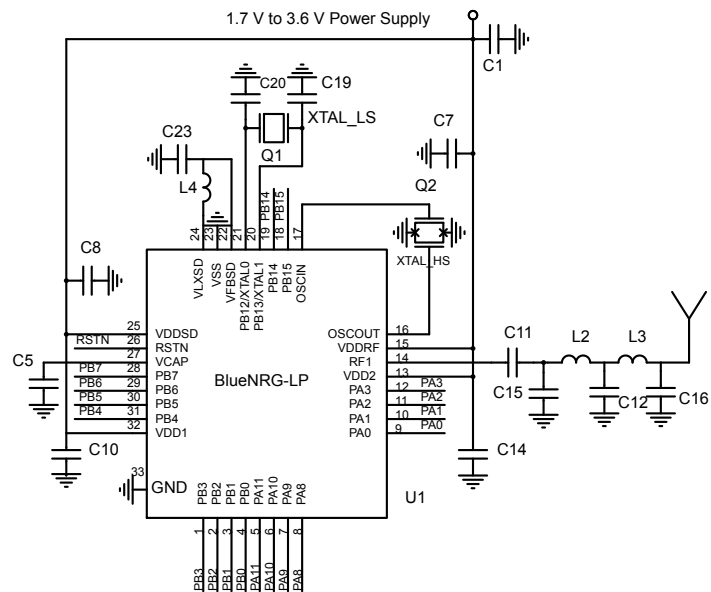 1.7 V to 3.6 V Power Supply
C1
C20
C19
XTAL_LS
Q1
C7
C23
L4
PB14
PB15
Q2
XTAL_HS
24
23
22
21
20
19
18
17
VLXSD
VSS
VFBSD
PB12/XTAL0
PB13/XTAL1
PB14
PB15
OSCIN
C8
25 VDDSD
RSTN 26 RSTN
27 VCAP
PB7 28 PB7
PB6 29 PB6
PB5 30 PB5
PB4 31 PB4
32 VDD1
C5
C10
BlueNRG-LP
OSCOUT 16
VDDRF 15
RF1 14
VDD2 13
PA3 12 PA3
PA2 11 PA2
PA1 10 PA1
PA0 9 PA0
C11
L2
L3
C15
C12
C16
C14
33 GND
U1
PB3
PB2
PB1
PB0
PA11
PA10
PA9
PA8
1
2
3
4
5
6
7
8
PB3
PB2
PB1
PB0
PA11
PA10
PA9
PA8